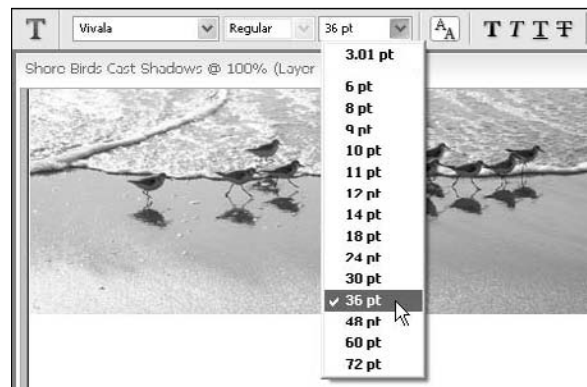 T Vivala Regular 36 pt AA T T T T
Shore Birds Cast Shadows @ 100% (Layer
3.01 pt
6 pt
8 pt
9 pt
10 pt
11 pt
12 pt
14 pt
18 pt
24 pt
30 pt
36 pt
48 pt
60 pt
72 pt